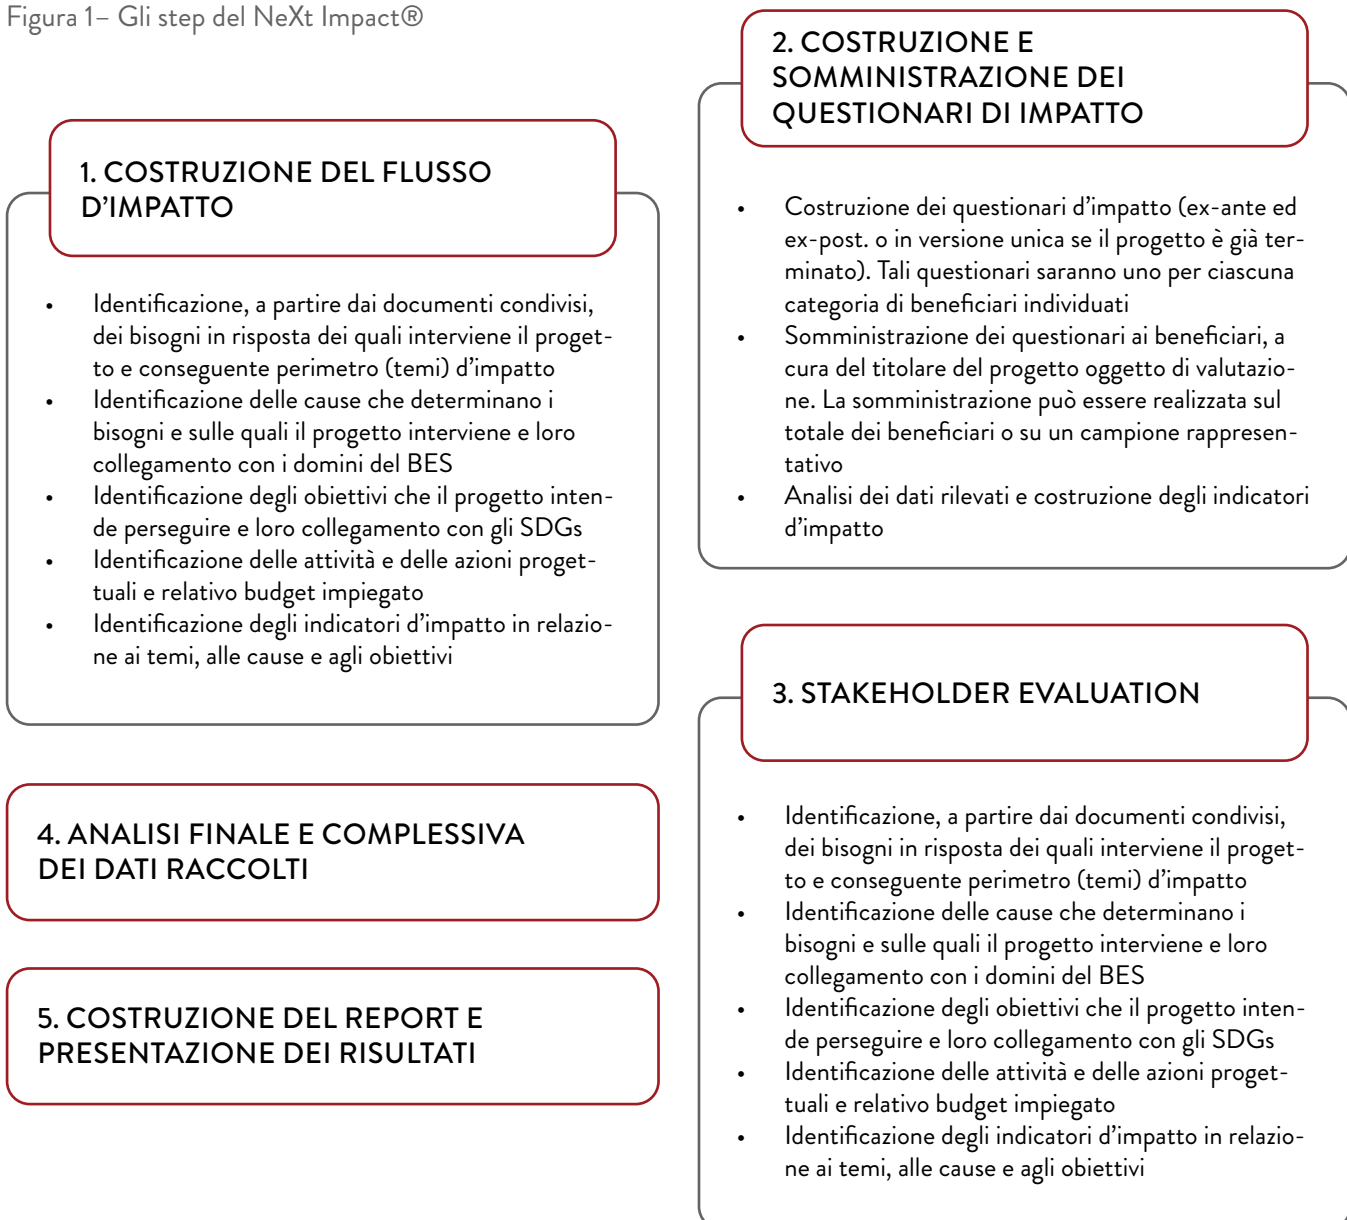 Figura 1– Gli step del NeXt Impact®
1. COSTRUZIONE DEL FLUSSO
D’IMPATTO
• Identificazione, a partire dai documenti condivisi,
dei bisogni in risposta dei quali interviene il proget-
to e conseguente perimetro (temi) d’impatto
• Identificazione delle cause che determinano i
bisogni e sulle quali il progetto interviene e loro
collegamento con i domini del BES
• Identificazione degli obiettivi che il progetto inten-
de perseguire e loro collegamento con gli SDGs
• Identificazione delle attività e delle azioni proget-
tuali e relativo budget impiegato
• Identificazione degli indicatori d’impatto in relazio-
ne ai temi, alle cause e agli obiettivi
2. COSTRUZIONE E
SOMMINISTRAZIONE DEI
QUESTIONARI DI IMPATTO
• Costruzione dei questionari d’impatto (ex-ante ed
ex-post. o in versione unica se il progetto è già ter-
minato). Tali questionari saranno uno per ciascuna
categoria di beneficiari individuati
• Somministrazione dei questionari ai beneficiari, a
cura del titolare del progetto oggetto di valutazio-
ne. La somministrazione può essere realizzata sul
totale dei beneficiari o su un campione rappresen-
tativo
• Analisi dei dati rilevati e costruzione degli indicatori
d’impatto
3. STAKEHOLDER EVALUATION
• Identificazione, a partire dai documenti condivisi,
dei bisogni in risposta dei quali interviene il proget-
to e conseguente perimetro (temi) d’impatto
• Identificazione delle cause che determinano i
bisogni e sulle quali il progetto interviene e loro
collegamento con i domini del BES
• Identificazione degli obiettivi che il progetto inten-
de perseguire e loro collegamento con gli SDGs
• Identificazione delle attività e delle azioni proget-
tuali e relativo budget impiegato
• Identificazione degli indicatori d’impatto in relazio-
ne ai temi, alle cause e agli obiettivi
4. ANALISI FINALE E COMPLESSIVA
DEI DATI RACCOLTI
5. COSTRUZIONE DEL REPORT E
PRESENTAZIONE DEI RISULTATI